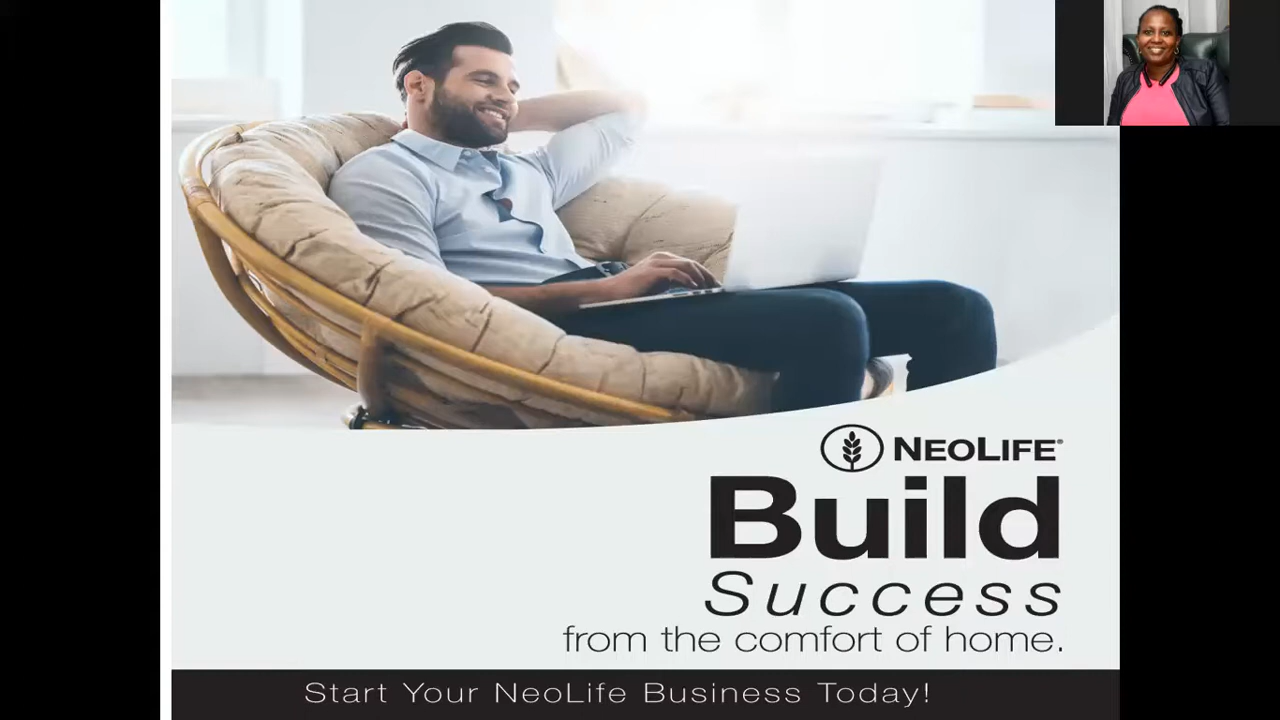 NEOLIFE®
Build
Success
from the comfort of home.
Start Your NeoLife Business Today!